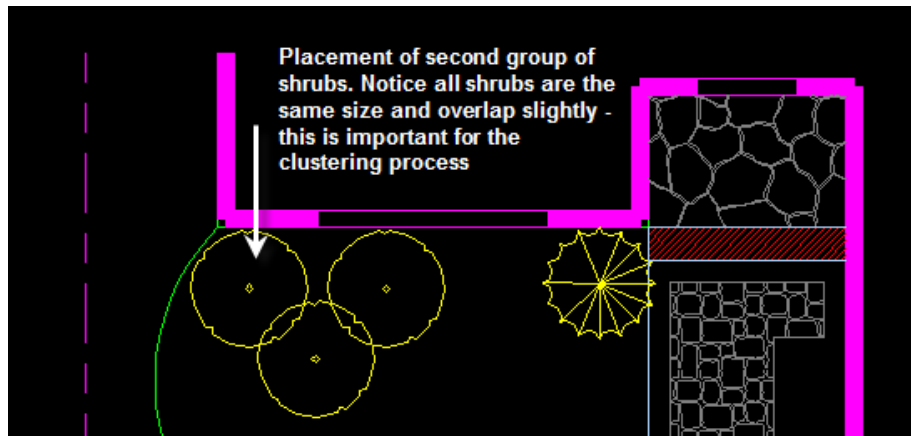 Placement of second group of
shrubs. Notice all shrubs are the
same size and overlap slightly -
this is important for the
clustering process